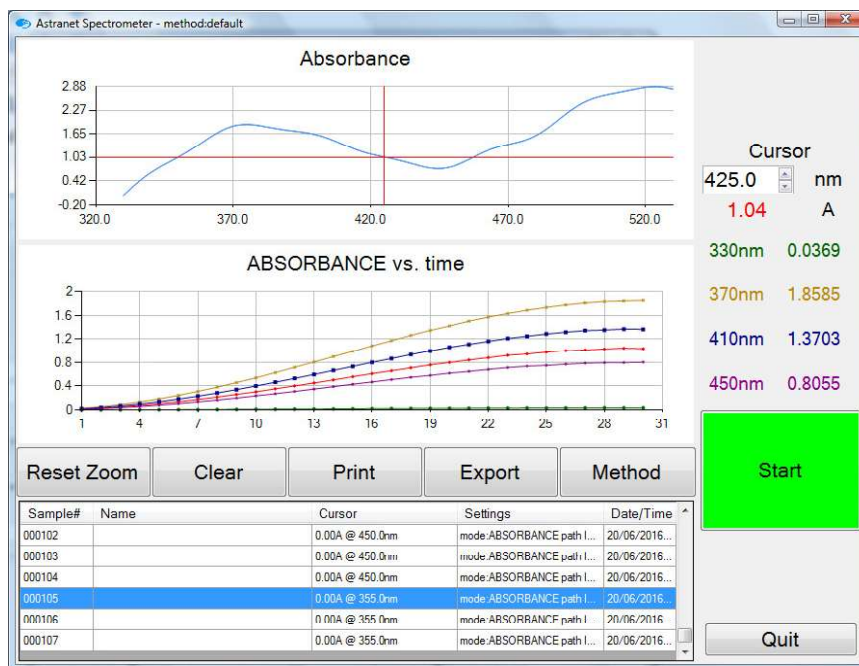 Astranet Spectrometer - method:default
Absbance
Absorbance
2.88
2.27
1.65
1.03
0.42
-0.20
320.0 370.0 420.0 470.0 520.0
Cursor
425.0 nm
1.04 A
330nm 0.0369
370nm 1.8585
410nm 1.3703
450nm 0.8055
ABSORBANCE vs. time
2
1.6
1.2
0.8
0.4
0
1 4 7 10 13 16 19 22 25 28 31
Reset Zoom Clear Print Export Method
Start
Sample# Name Cursor Settings Date/Time
000102 0.00A @ 450.0nm mode:ABSORBANCE path l... 20/06/2016...
000103 0.00A @ 450.0nm mode:ABSORBANCE path l... 20/06/2016...
000104 0.00A @ 450.0nm mode:ABSORBANCE path l... 20/06/2016...
000105 0.00A @ 355.0nm mode:ABSORBANCE path l... 20/06/2016...
000106 0.00A @ 355.0nm mode:ABSORBANCE path l... 20/06/2016...
000107 0.00A @ 355.0nm mode:ABSORBANCE path l... 20/06/2016...
Quit